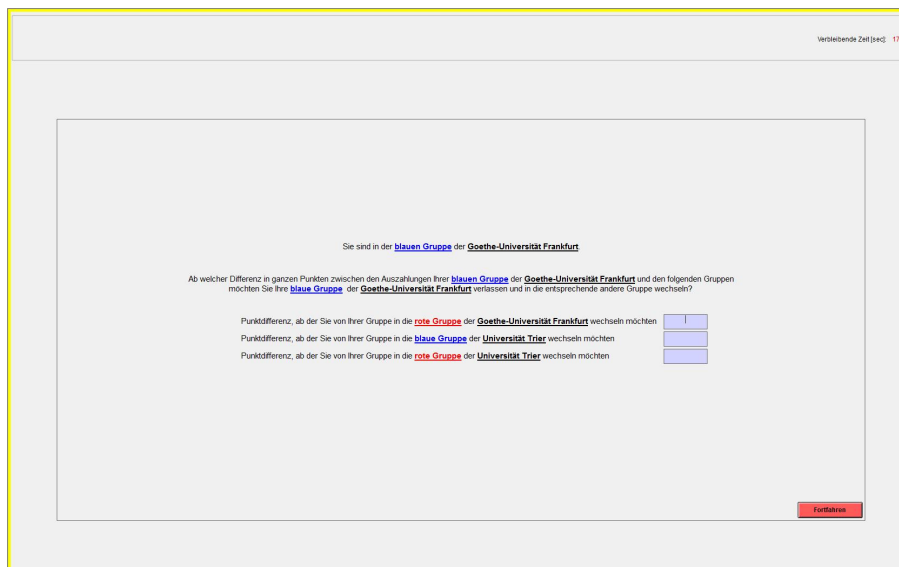 Verbleibende Zeit [sec]: 17
Sie sind in der blauen Gruppe der Goethe-Universität Frankfurt.
Ab welcher Differenz in ganzen Punkten zwischen den Auszahlungen Ihrer blauen Gruppe der Goethe-Universität Frankfurt und den folgenden Gruppen
möchten Sie Ihre blaue Gruppe der Goethe-Universität Frankfurt verlassen und in die entsprechende andere Gruppe wechseln?
Punktdifferenz, ab der Sie von Ihrer Gruppe in die rote Gruppe der Goethe-Universität Frankfurt wechseln möchten
Punktdifferenz, ab der Sie von Ihrer Gruppe in die blaue Gruppe der Universität Trier wechseln möchten
Punktdifferenz, ab der Sie von Ihrer Gruppe in die rote Gruppe der Universität Trier wechseln möchten
Fortfahren